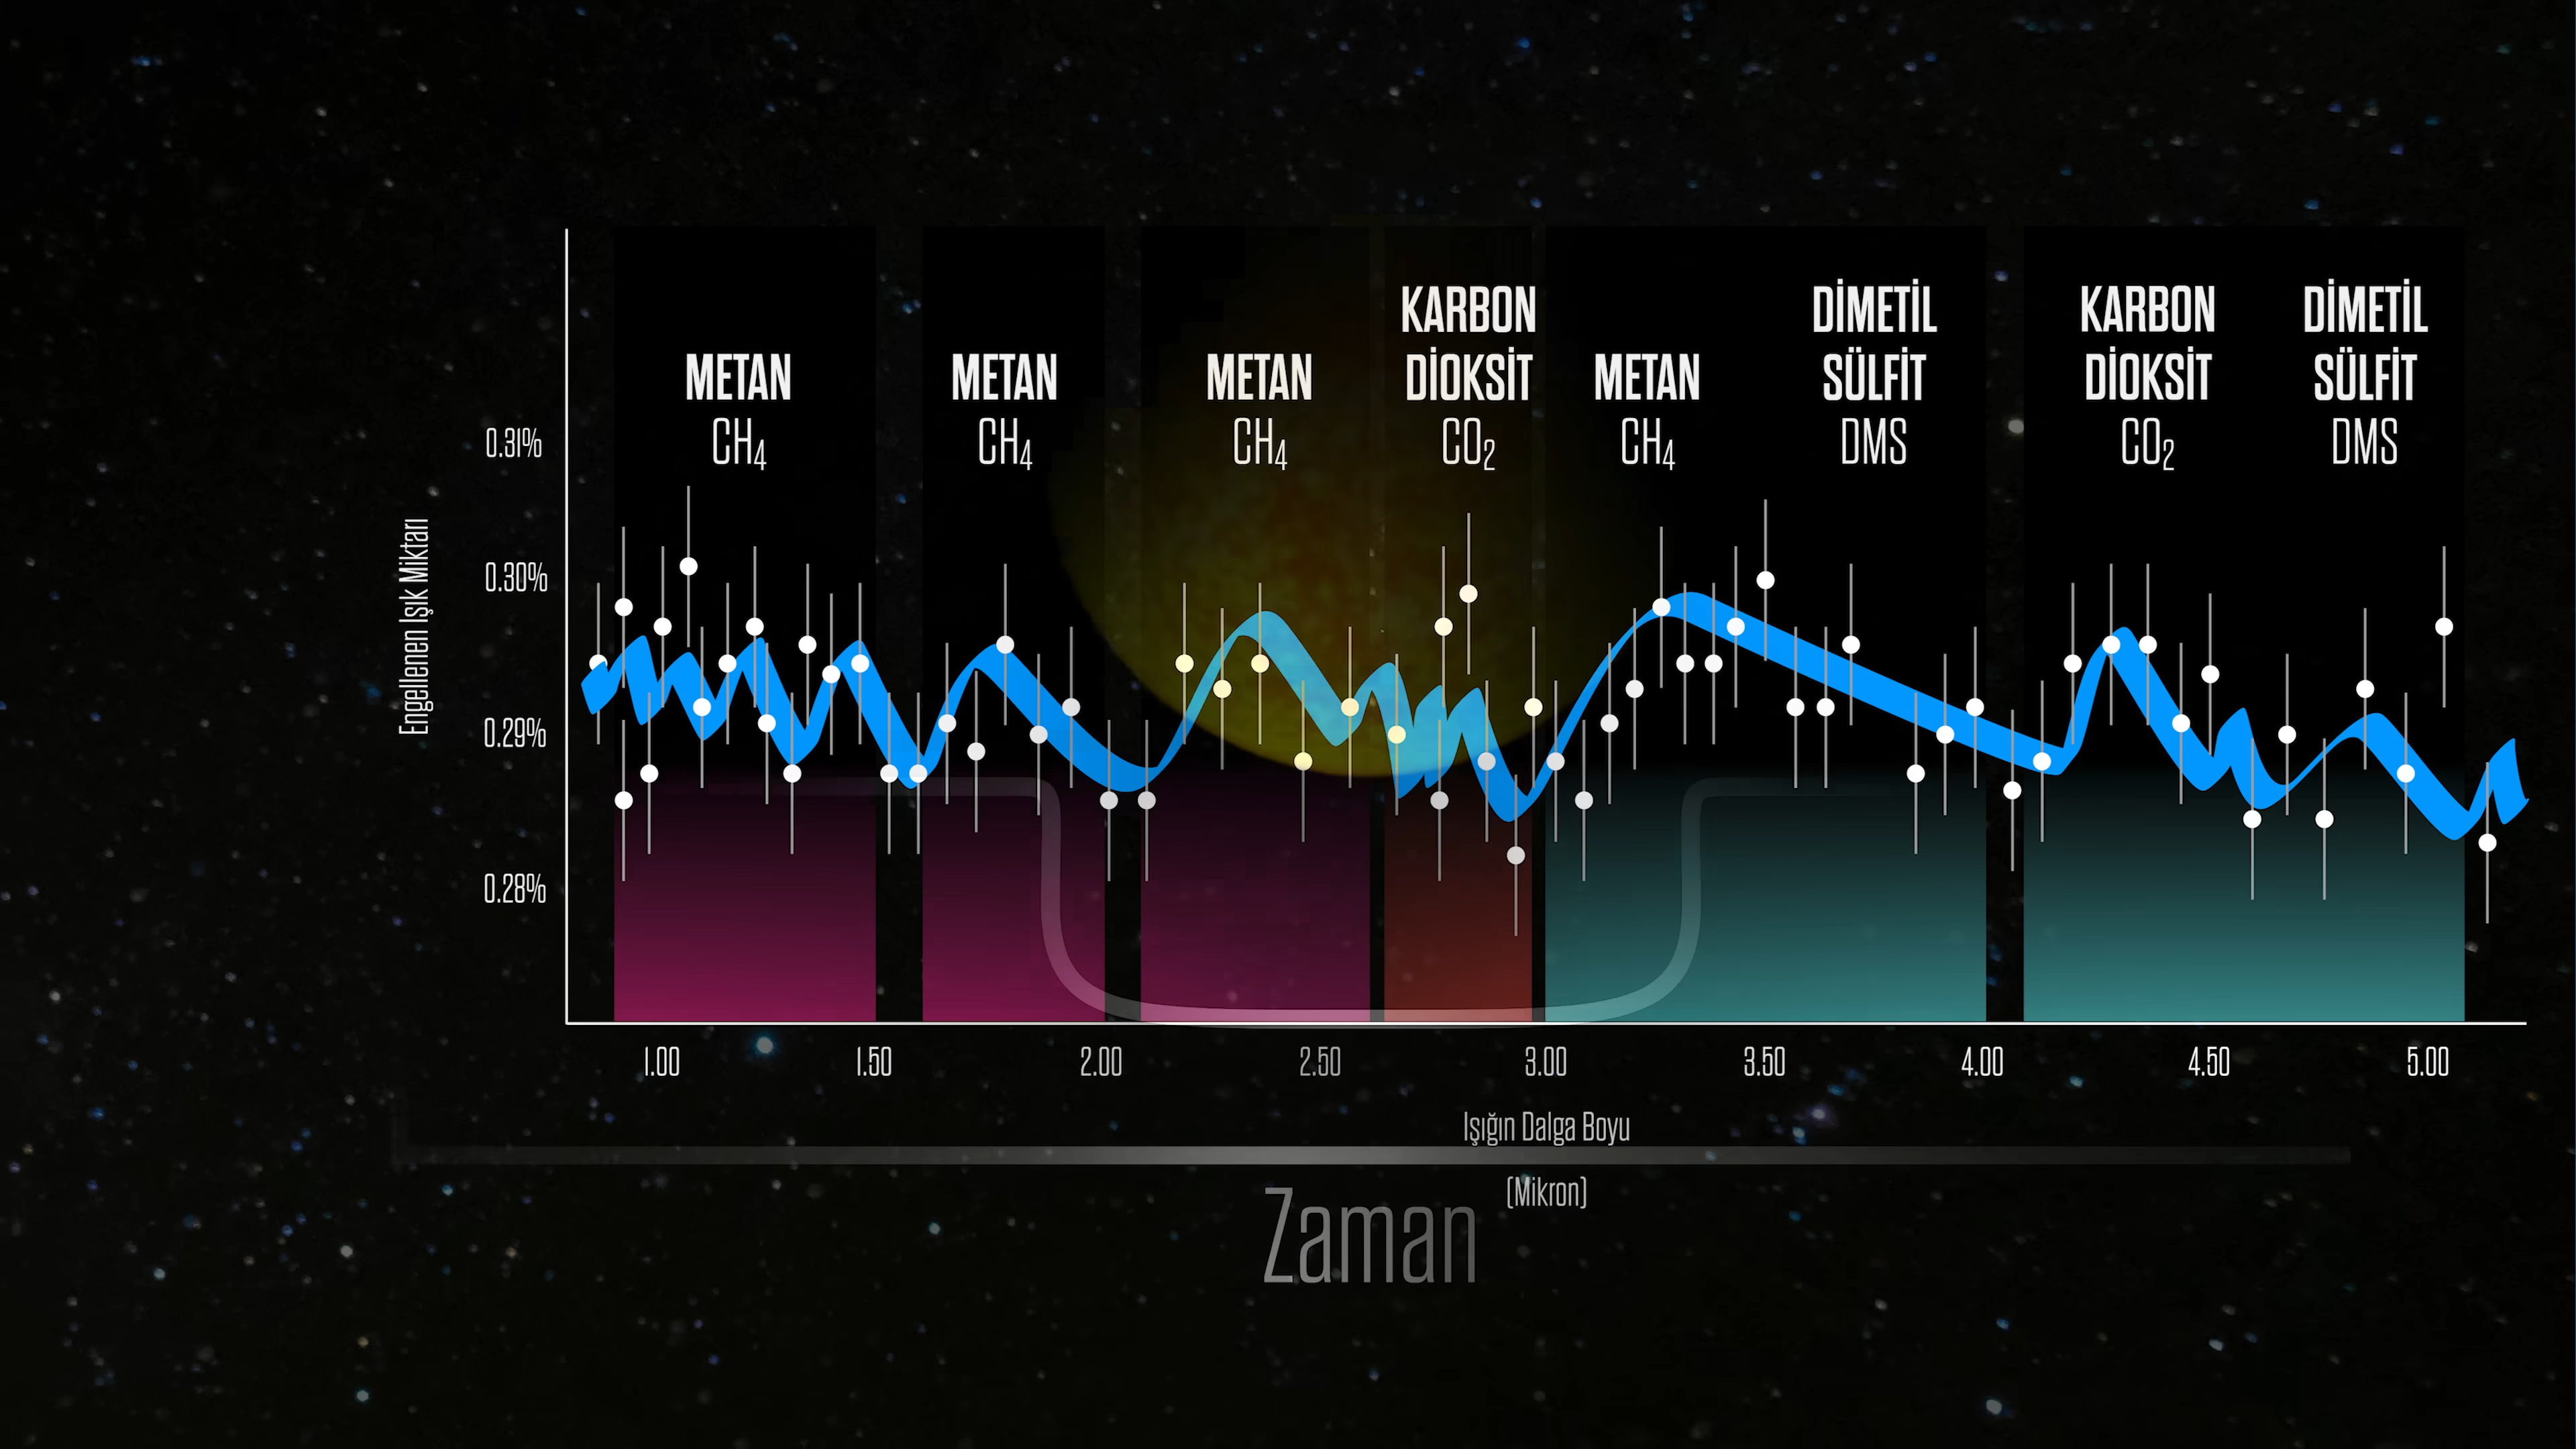 KARBON
DİOKSİT
CO₂
DİMETİL
SÜLFİT
DMS
KARBON
DİOKSİT
CO₂
DİMETİL
SÜLFİT
DMS
METAN
CH₄
METAN
CH₄
METAN
CH₄
METAN
CH₄
Engellenen Işık Miktarı
0.31%
0.30%
0.29%
0.28%
1.00 1.50 2.00 2.50 3.00 3.50 4.00 4.50 5.00
Işığın Dalga Boyu
(Mikron)
Zaman